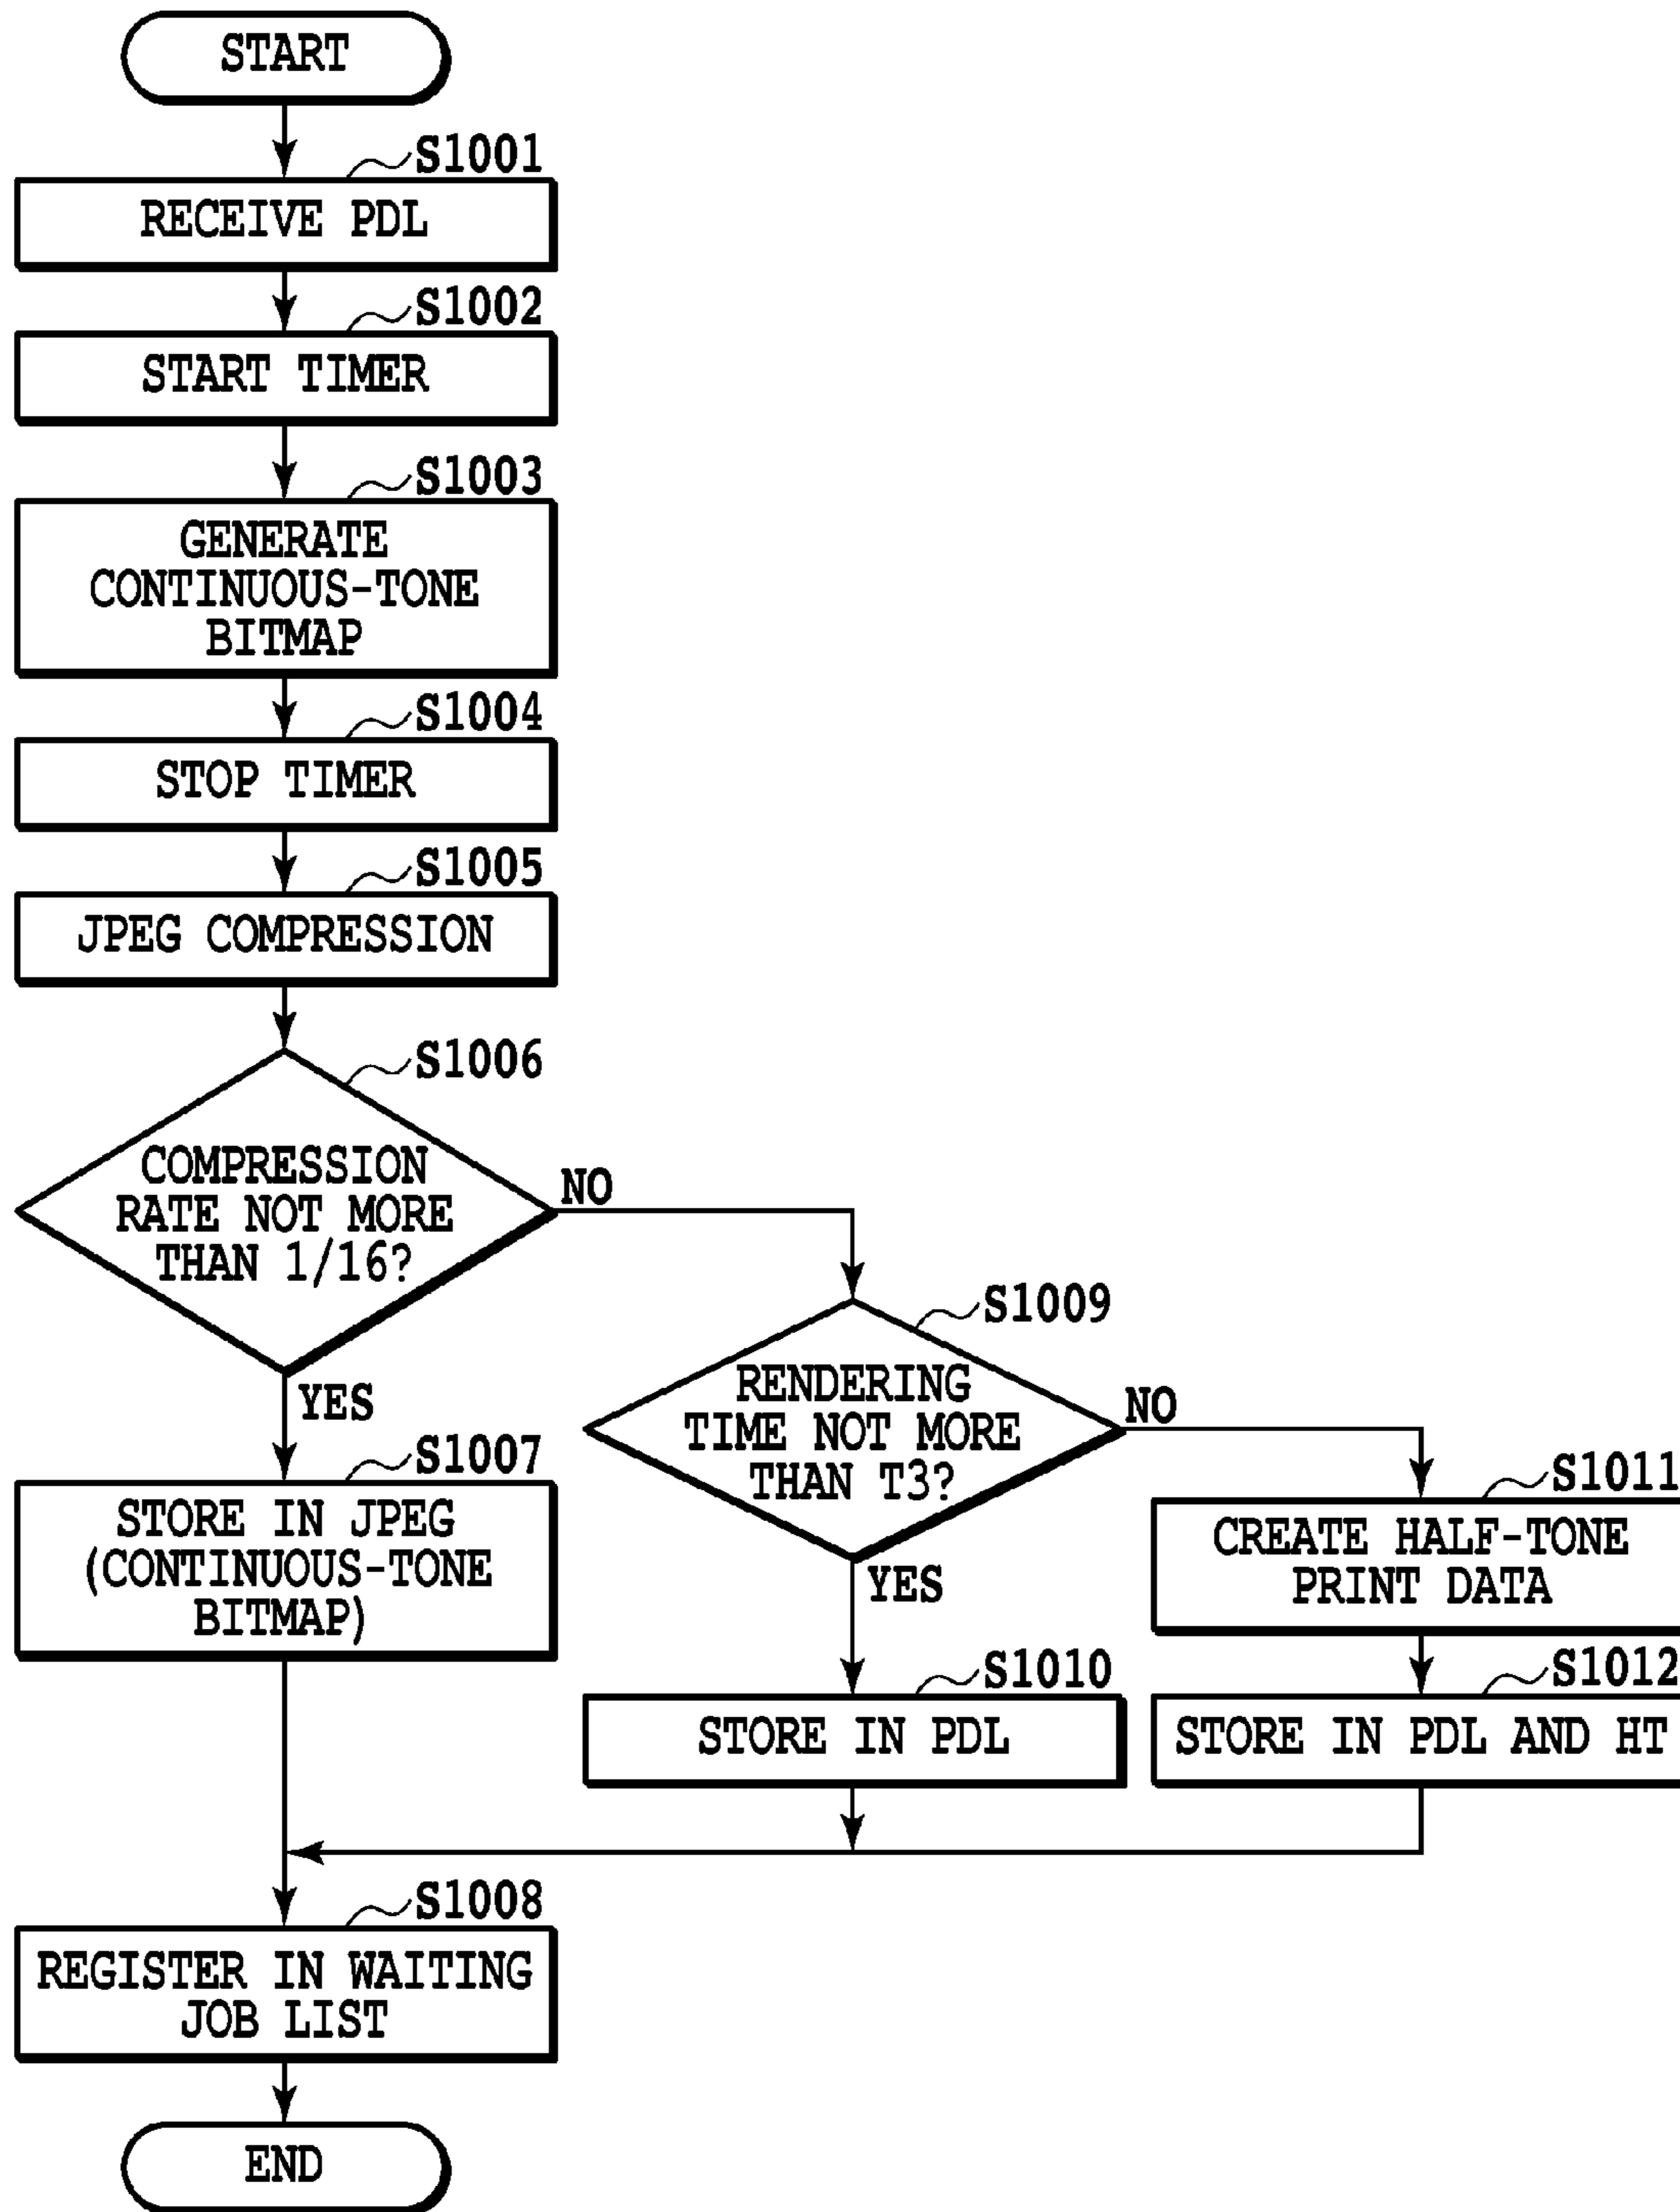 START
S1001
RECEIVE PDL
S1002
START TIMER
S1003
GENERATE
CONTINUOUS-TONE
BITMAP
S1004
STOP TIMER
S1005
JPEG COMPRESSION
S1006
COMPRESSION
RATE NOT MORE
THAN 1/16?
NO
YES
S1007
STORE IN JPEG
(CONTINUOUS-TONE
BITMAP)
S1009
RENDERING
TIME NOT MORE
THAN T3?
NO
YES
S1010
STORE IN PDL
S1011
CREATE HALF-TONE
PRINT DATA
S1012
STORE IN PDL AND HT
S1008
REGISTER IN WAITING
JOB LIST
END